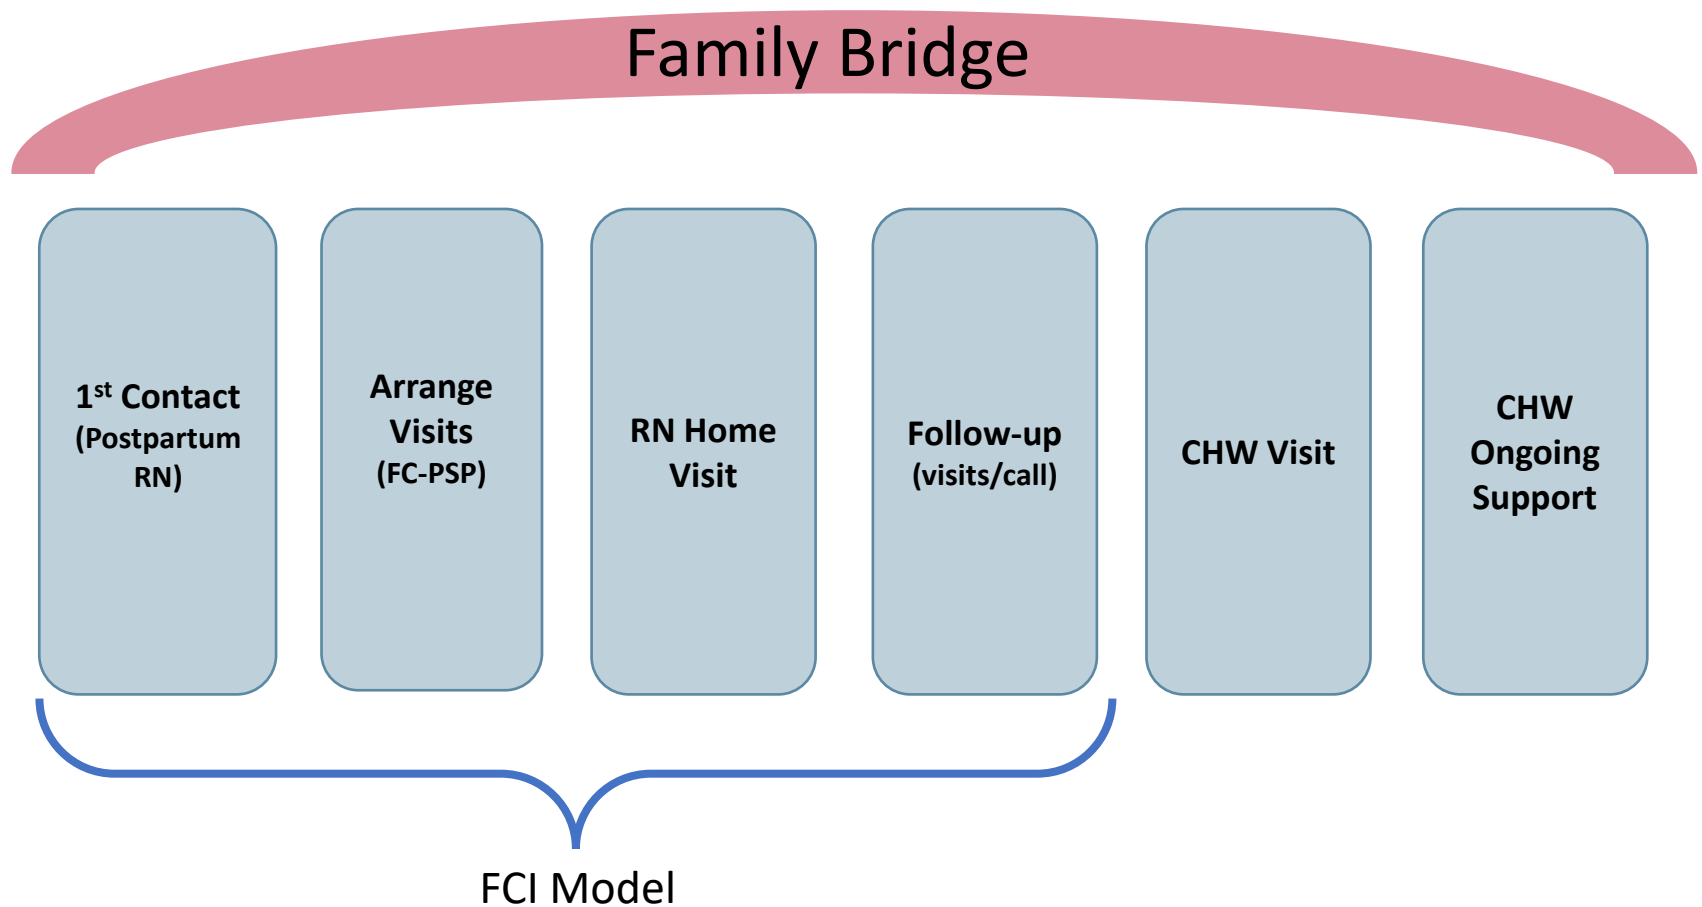 Family Bridge
1st Contact
(Postpartum
RN)
Arrange
Visits
(FC-PSP)
RN Home
Visit
Follow-up
(visits/call)
CHW Visit
CHW
Ongoing
Support
FCI Model